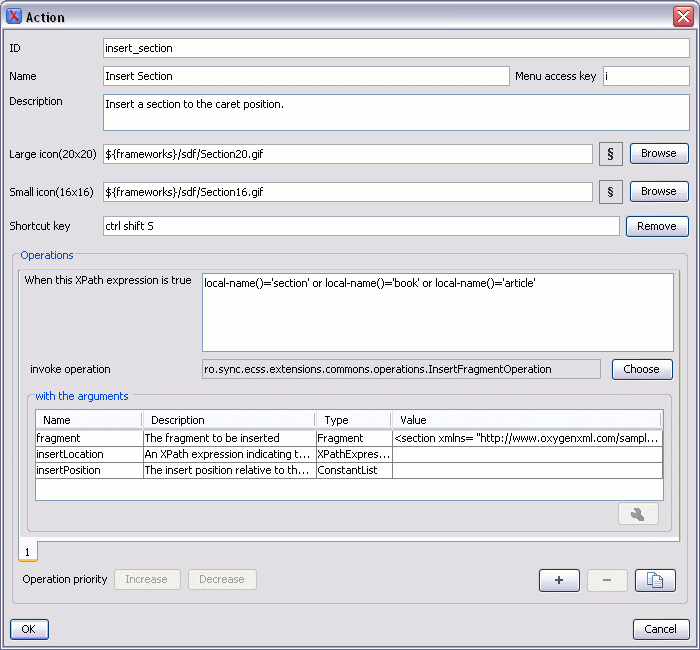 Action
ID insert_section
Name Insert Section Menu access key i
Description Insert a section to the caret position.
Large icon(20x20) ${frameworks}/sdf/Section20.gif § Browse
Small icon(16x16) ${frameworks}/sdf/Section16.gif § Browse
Shortcut key ctrl shift S Remove
Operations
When this XPath expression is true local-name()='section' or local-name()='book' or local-name()='article'
invoke operation ro.sync.ecss.extensions.commons.operations.InsertFragmentOperation Choose
with the arguments
Name Description Type Value
fragment The fragment to be inserted Fragment <section xmlns= "http://www.oxygenxml.com/sampl...
insertLocation An XPath expression indicating t... XPathExpres...
insertPosition The insert position relative to th... ConstantList
1
Operation priority Increase Decrease + −
OK Cancel